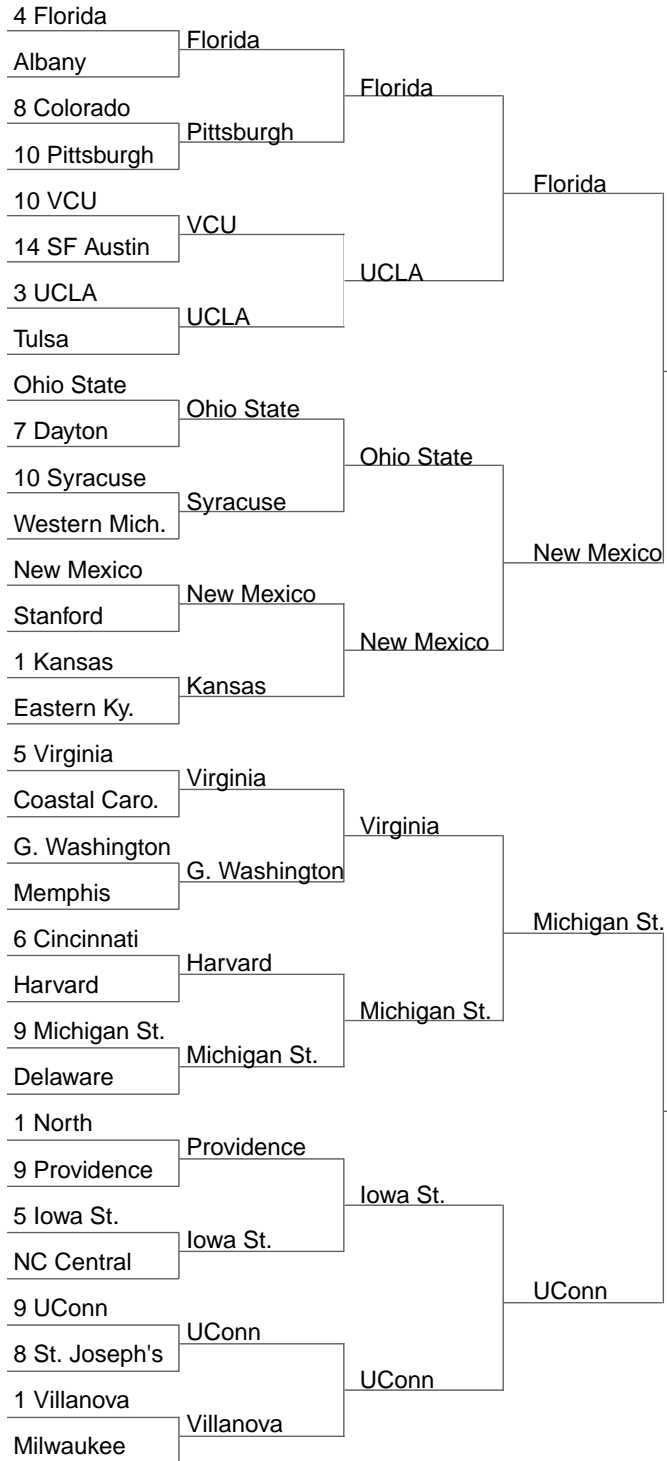 4 Florida
Albany
8 Colorado
10 Pittsburgh
10 VCU
14 SF Austin
3 UCLA
Tulsa
Ohio State
7 Dayton
10 Syracuse
Western Mich.
New Mexico
Stanford
1 Kansas
Eastern Ky.
5 Virginia
Coastal Caro.
G. Washington
Memphis
6 Cincinnati
Harvard
9 Michigan St.
Delaware
1 North
9 Providence
5 Iowa St.
NC Central
9 UConn
8 St. Joseph's
1 Villanova
Milwaukee
Florida
Pittsburgh
VCU
UCLA
Ohio State
Syracuse
New Mexico
Kansas
Virginia
G. Washington
Harvard
Michigan St.
Providence
Iowa St.
UConn
Villanova
Florida
UCLA
Ohio State
New Mexico
Virginia
Michigan St.
Iowa St.
UConn
Florida
New Mexico
Michigan St.
UConn